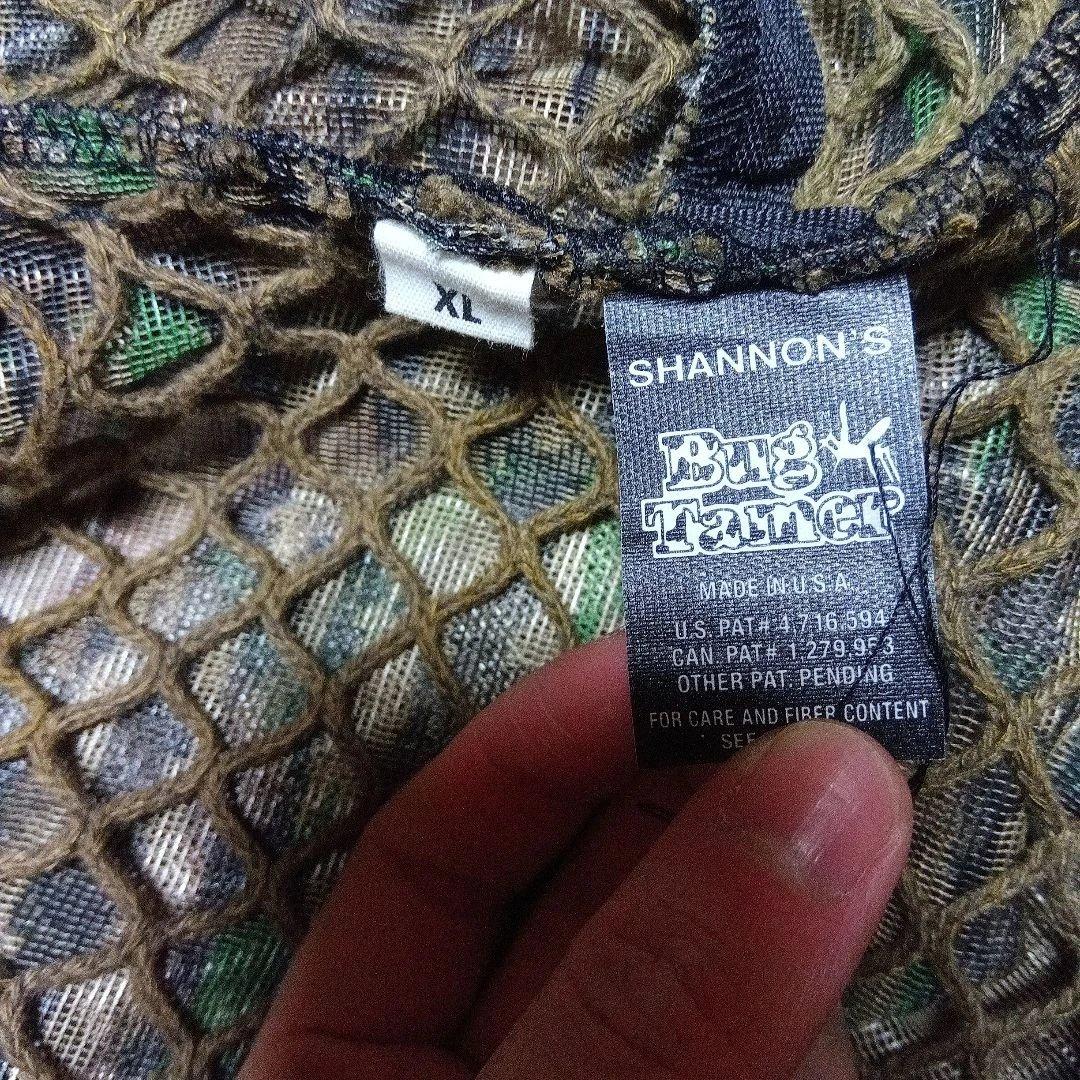 XL
SHANNON'S
Bug
Tamer
MADE IN U.S.A.
U.S. PAT# 4,716,594
CAN. PAT# 1,279,953
OTHER PAT. PENDING
FOR CARE AND FIBER CONTENT
SEE